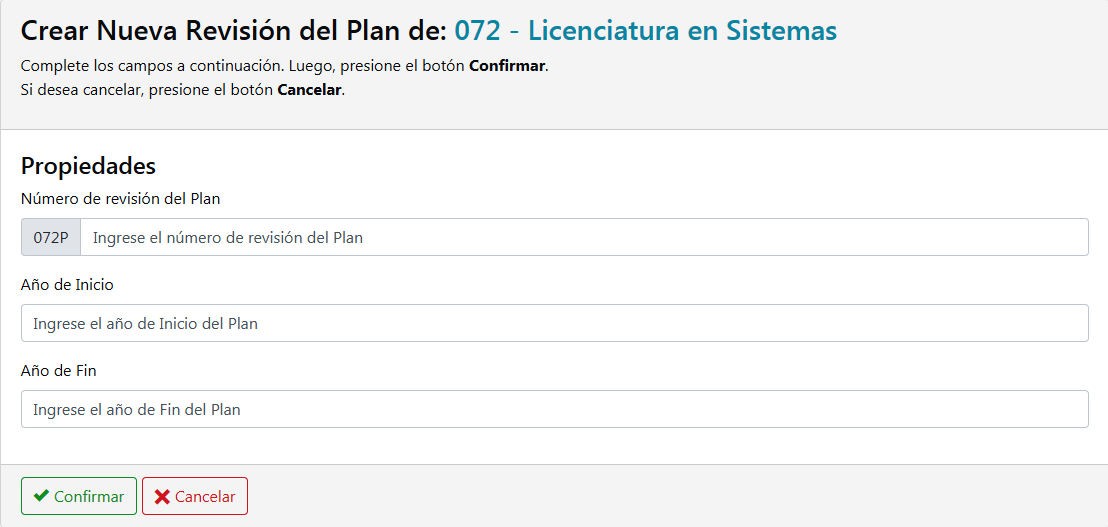 Crear Nueva Revisión del Plan de: 072 - Licenciatura en Sistemas
Complete los campos a continuación. Luego, presione el botón Confirmar.
Si desea cancelar, presione el botón Cancelar.
Propiedades
Número de revisión del Plan
072P Ingrese el número de revisión del Plan
Año de Inicio
Ingrese el año de Inicio del Plan
Año de Fin
Ingrese el año de Fin del Plan
Confirmar Cancelar